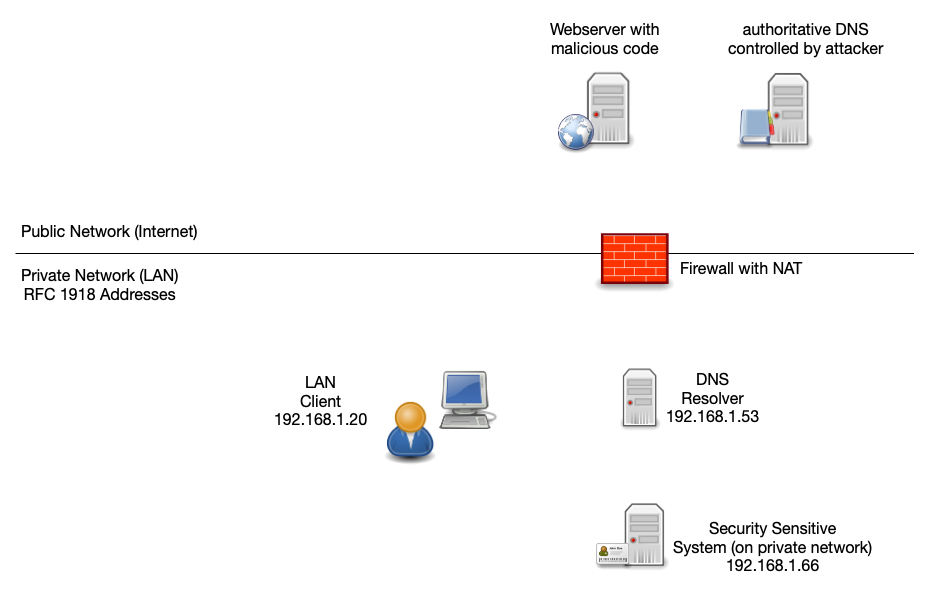 Webserver with
malicious code
authoritative DNS
controlled by attacker
Public Network (Internet)
Private Network (LAN)
RFC 1918 Addresses
Firewall with NAT
LAN
Client
192.168.1.20
DNS
Resolver
192.168.1.53
Security Sensitive
System (on private network)
192.168.1.66